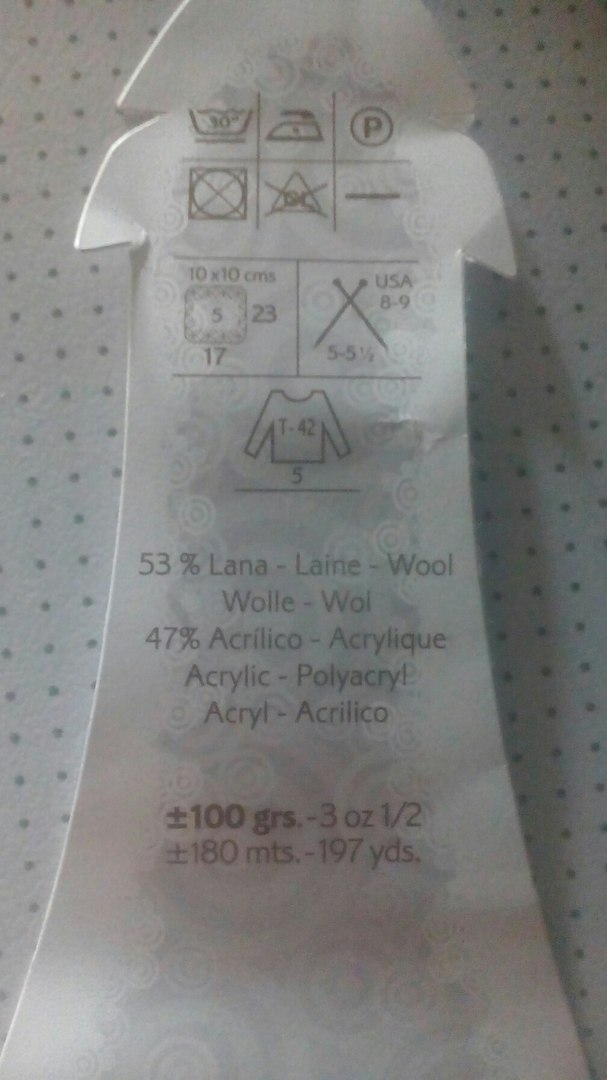 30°
P
CL
10 x 10 cms
5
23
17
USA
8-9
5-5 ½
T-42
5
53 % Lana - Laine - Wool
Wolle - Wol
47% Acrílico - Acrylique
Acrylic - Polyacryl
Acryl - Acrilico
±100 grs.-3 oz 1/2
±180 mts.-197 yds.